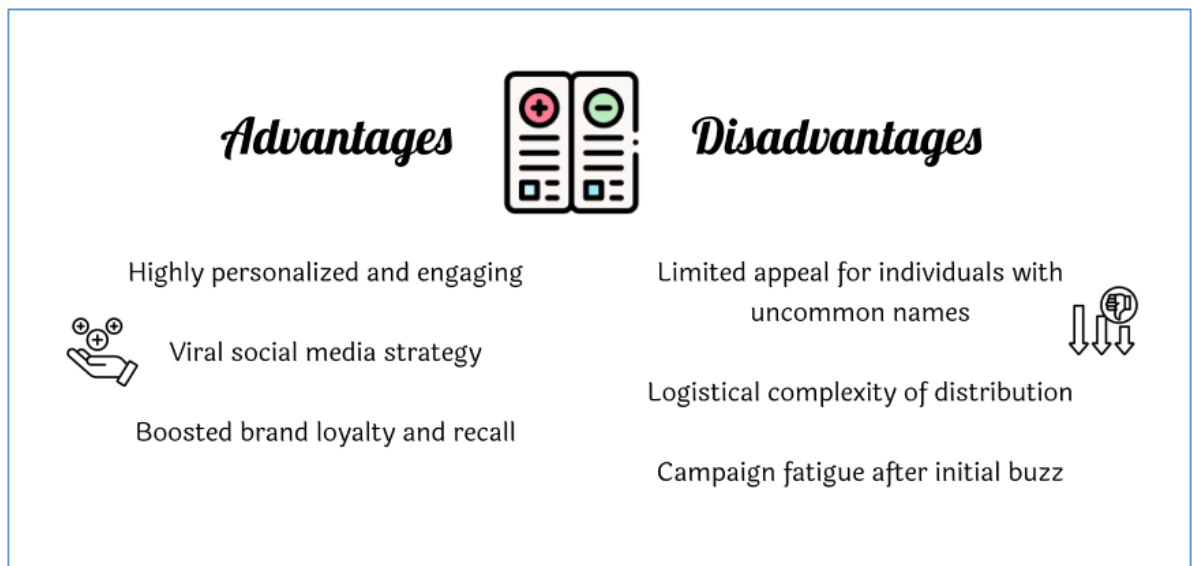 Advantages
Disadvantages
Highly personalized and engaging
Viral social media strategy
Boosted brand loyalty and recall
Limited appeal for individuals with
uncommon names
Logistical complexity of distribution
Campaign fatigue after initial buzz